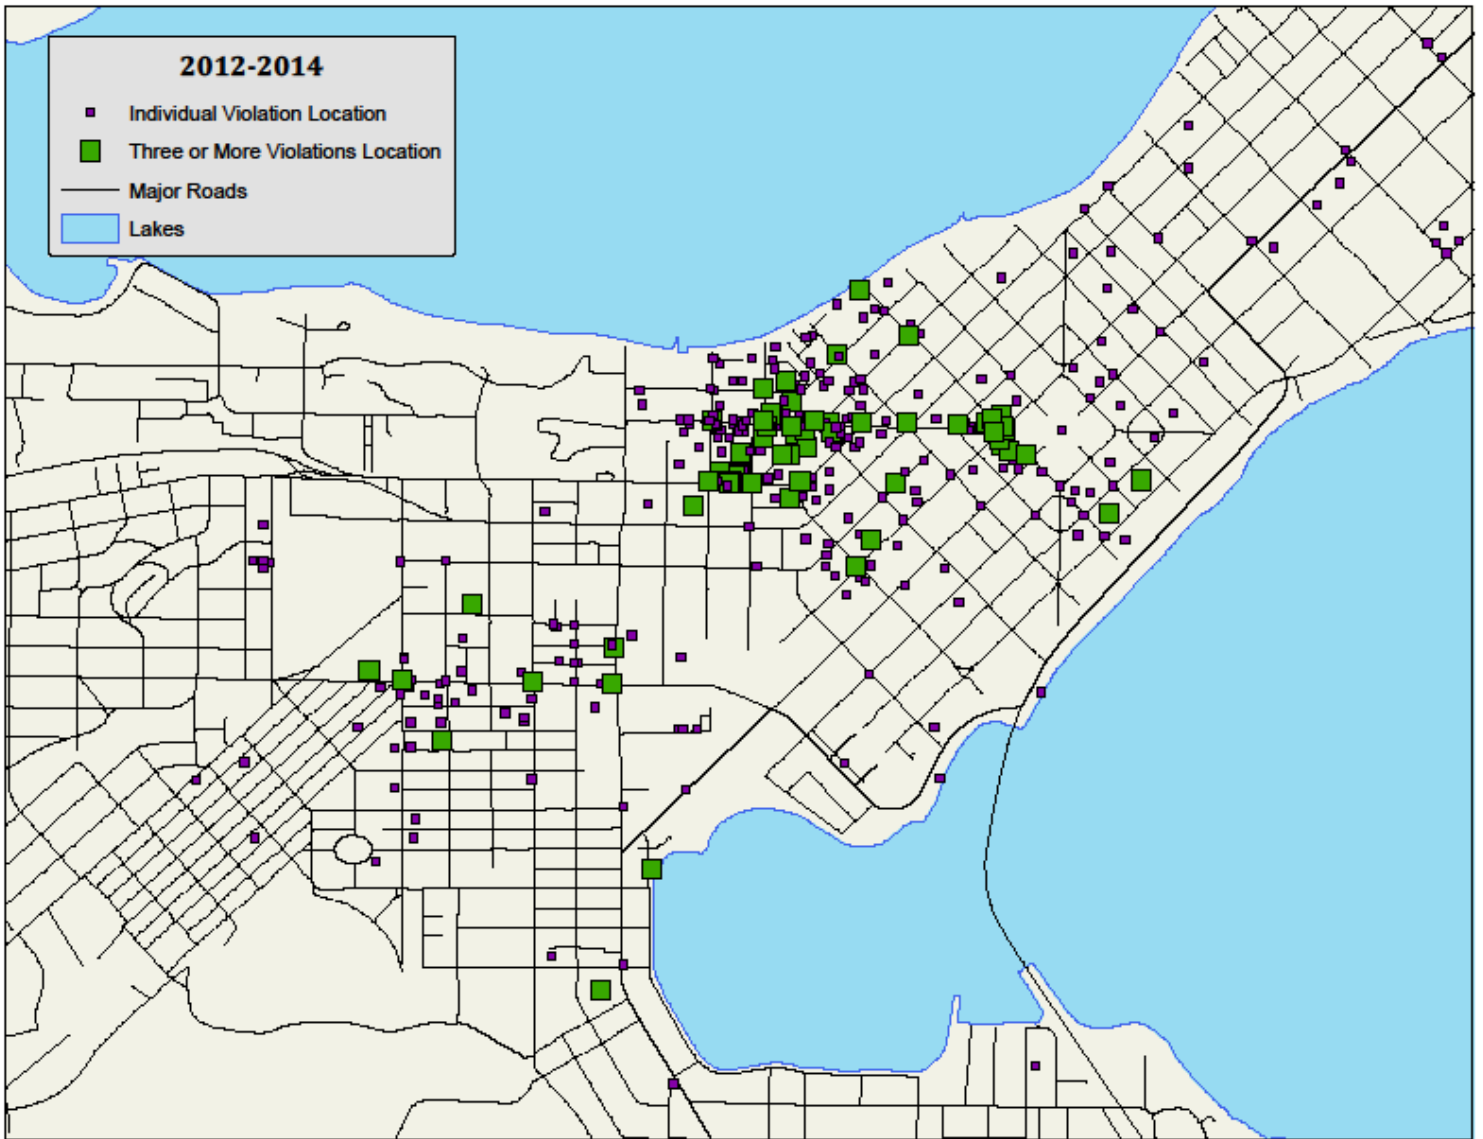 2012-2014
Individual Violation Location
Three or More Violations Location
Major Roads
Lakes